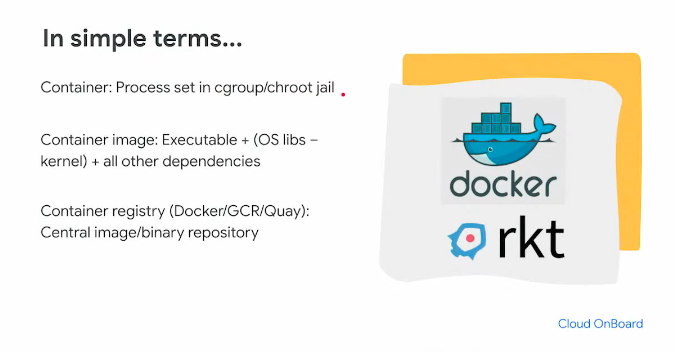 In simple terms...
Container: Process set in cgroup/chroot jail
Container image: Executable + (OS libs –
kernel) + all other dependencies
Container registry (Docker/GCR/Quay):
Central image/binary repository
docker
rkt
Cloud OnBoard